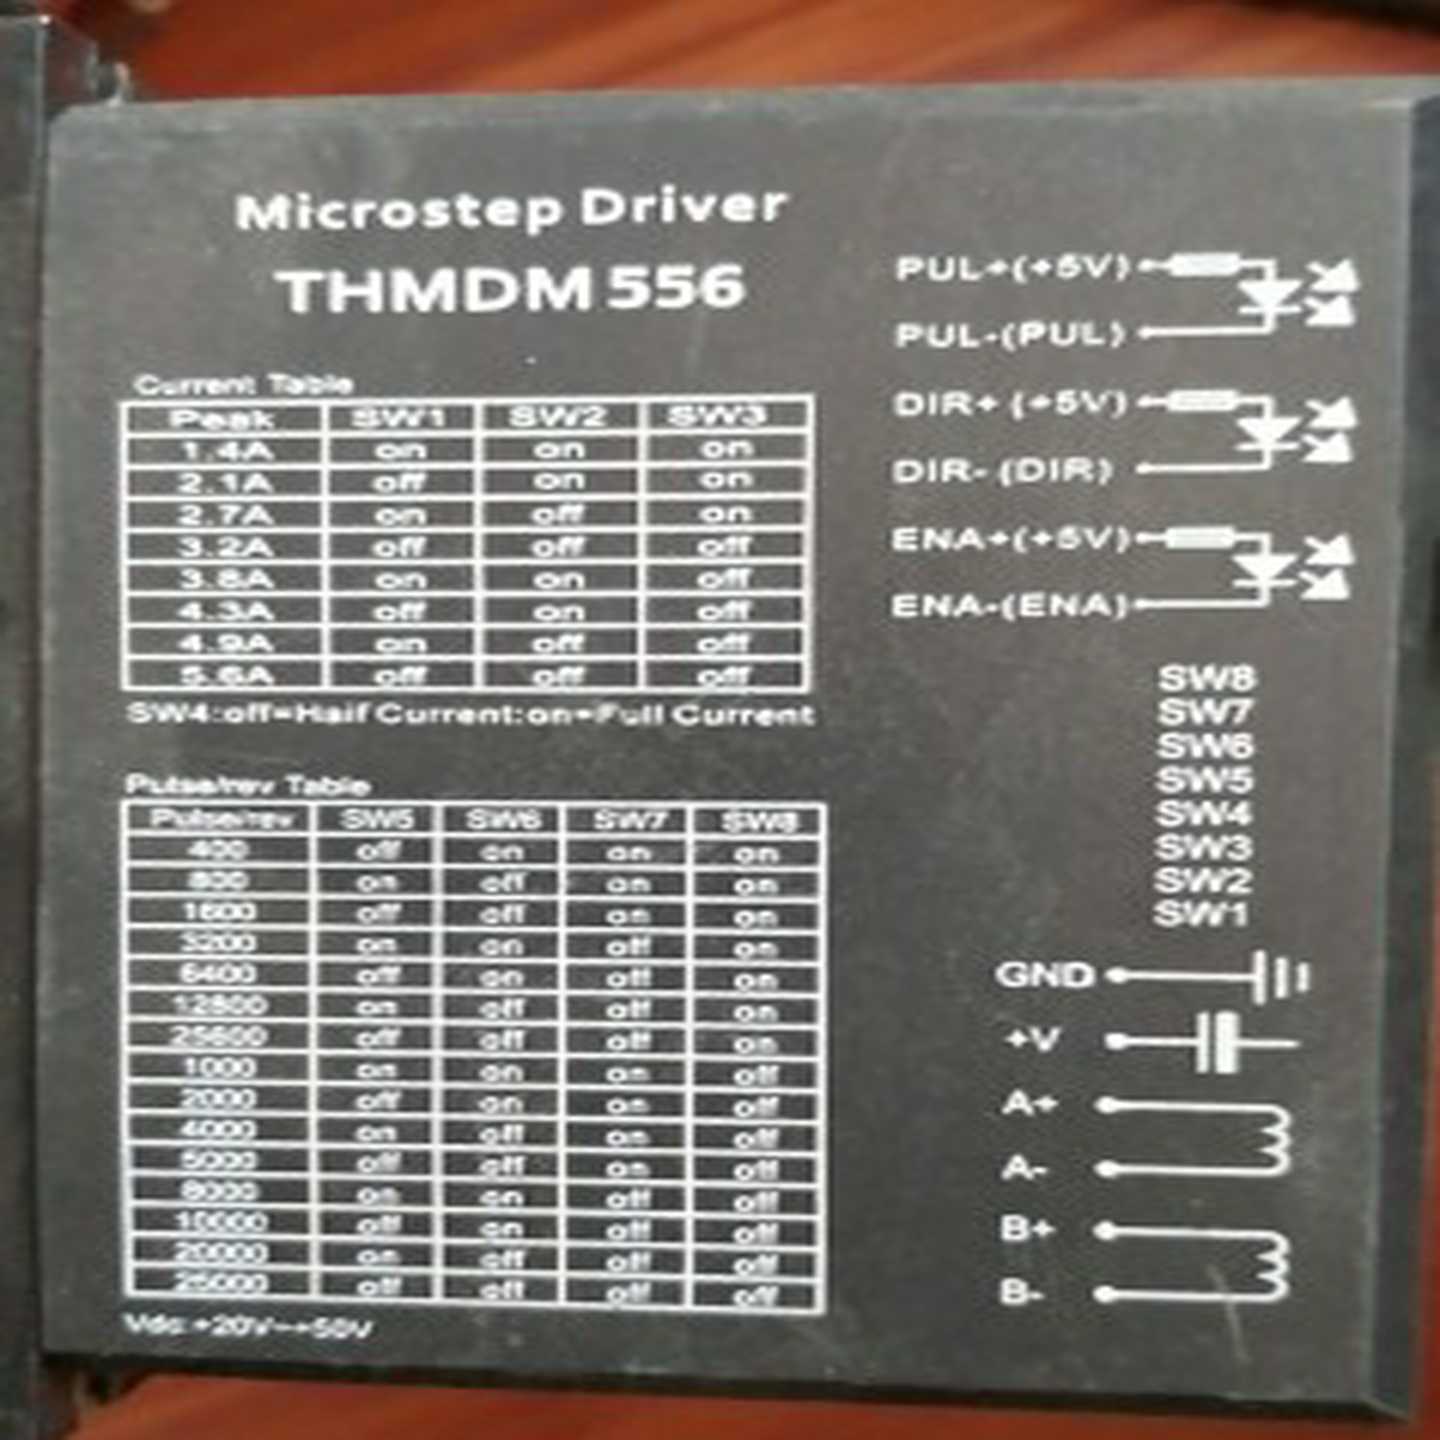 Microstep Driver
THMDM 556
Current Table
Peak SW1 SW2 SW3
1.4A on on on
2.1A off on on
2.7A on off on
3.2A off off off
3.8A on on off
4.3A off on off
4.9A on off off
5.6A off off off
SW4:off=Half Current:on=Full Current
Pulse/rev Table
Pulse/rev SW5 SW6 SW7 SW8
400 off on on on
800 on off on on
1600 off off on on
3200 on on off on
6400 off on off on
12800 on off off on
25600 off off off on
1000 on on on off
2000 off on on off
4000 on off on off
5000 off off on off
8000 on on off off
10000 off on off off
20000 on off off off
25000 off off off off
Vdc:+20V~+50V
PUL+(+5V)
PUL-(PUL)
DIR+(+5V)
DIR-(DIR)
ENA+(+5V)
ENA-(ENA)
SW8
SW7
SW6
SW5
SW4
SW3
SW2
SW1
GND
+V
A+
A-
B+
B-